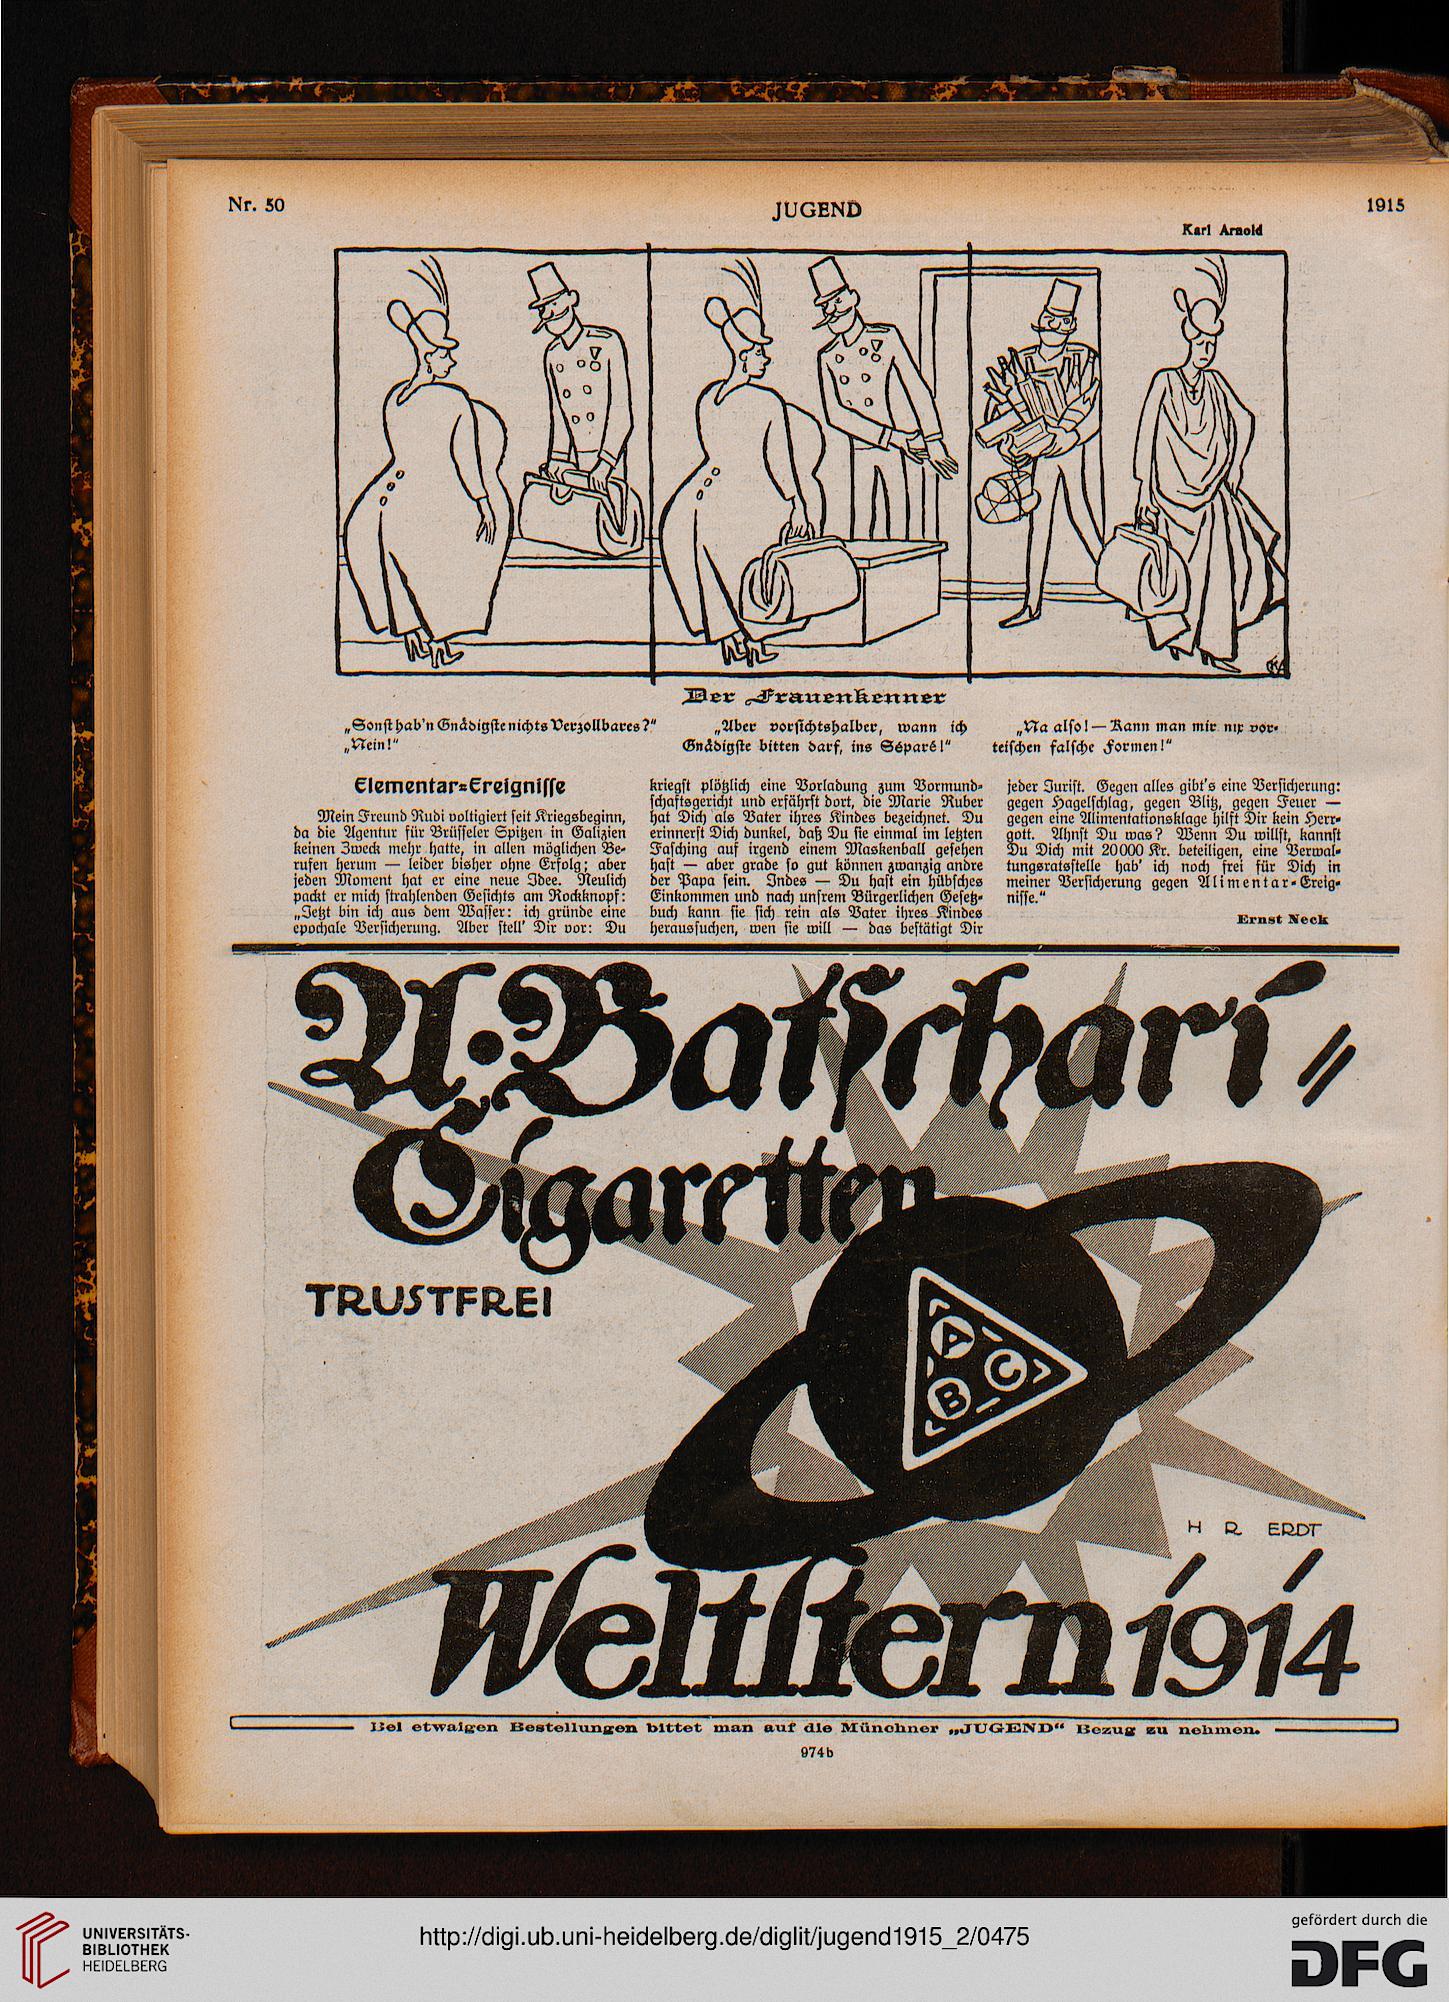 Nr. 50
JUGEND
1915
Karl Arnold
Der Frauenkenner
„Sonst hab'n Gnädigste nichts Verzollbares?“
„Nein!“
„Aber vorsichtshalber, wann ich
Gnädigste bitten darf, ins Séparé!“
„Na also! — Kann man mir nix vor-
teischen falsche Formen!“
Elementar-Ereignisse
Mein Freund Rudi voltigiert seit Kriegsbeginn,
da die Agentur für Brüsseler Spitzen in Galizien
keinen Zweck mehr hatte, in allen möglichen Be-
rufen herum — leider bisher ohne Erfolg; aber
jeden Moment hat er eine neue Idee. Neulich
packt er mich strahlenden Gesichts am Rockknopf:
„Jetzt bin ich aus dem Wasser: ich gründe eine
epochale Versicherung. Aber stell' Dir vor: Du
kriegst plötzlich eine Vorladung zum Vormund-
schaftsgericht und erfährst dort, die Marie Ruber
hat Dich als Vater ihres Kindes bezeichnet. Du
erinnerst Dich dunkel, daß Du sie einmal im letzten
Fasching auf irgend einem Maskenball gesehen
hast — aber grade so gut können zwanzig andre
der Papa sein. Indes — Du hast ein hübsches
Einkommen und nach unsrem Bürgerlichen Gesetz-
buch kann sie sich rein als Vater ihres Kindes
heraussuchen, wen sie will — das bestätigt Dir
jeder Jurist. Gegen alles gibt's eine Versicherung:
gegen Hagelschlag, gegen Blitz, gegen Feuer —
gegen eine Alimentationsklage hilft Dir kein Herr-
gott. Ahnst Du was? Wenn Du willst, kannst
Du Dich mit 20000 Kr. beteiligen, eine Verwal-
tungsratsstelle hab' ich noch frei für Dich in
meiner Versicherung gegen Alimentar-Ereig-
nisse.“
Ernst Neck
A. Batschari-
Cigaretten
TRUSTFREI
A
B
C
H R ERDT
Weltstern 1914
Bei etwaigen Bestellungen bittet man auf die Münchner „JUGEND“ Bezug zu nehmen.
974b
UNIVERSITÄTS-
BIBLIOTHEK
HEIDELBERG
http://digi.ub.uni-heidelberg.de/diglit/jugend1915_2/0475
gefördert durch die
DFG